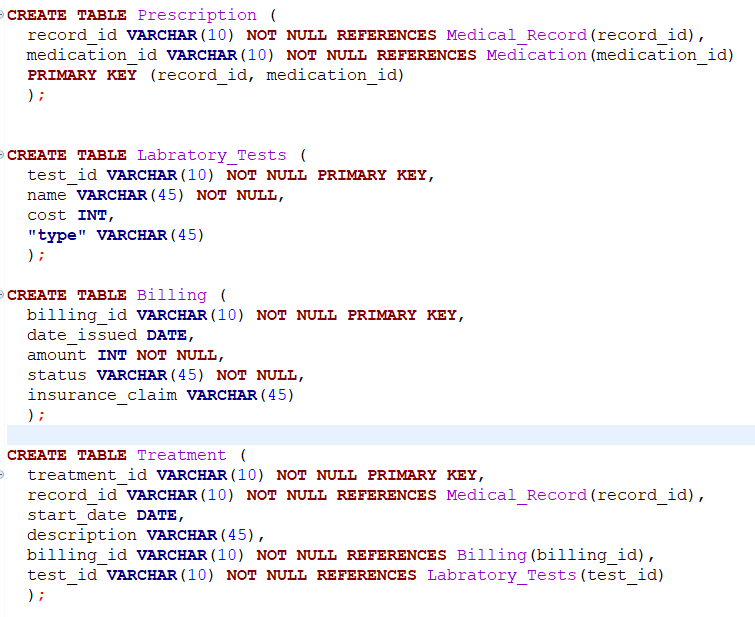 CREATE TABLE Prescription (
record_id VARCHAR(10) NOT NULL REFERENCES Medical_Record(record_id),
medication_id VARCHAR(10) NOT NULL REFERENCES Medication(medication_id)
PRIMARY KEY (record_id, medication_id)
);
CREATE TABLE Labratory_Tests (
test_id VARCHAR(10) NOT NULL PRIMARY KEY,
name VARCHAR(45) NOT NULL,
cost INT,
"type" VARCHAR(45)
);
CREATE TABLE Billing (
billing_id VARCHAR(10) NOT NULL PRIMARY KEY,
date_issued DATE,
amount INT NOT NULL,
status VARCHAR(45) NOT NULL,
insurance_claim VARCHAR(45)
);
CREATE TABLE Treatment (
treatment_id VARCHAR(10) NOT NULL PRIMARY KEY,
record_id VARCHAR(10) NOT NULL REFERENCES Medical_Record(record_id),
start_date DATE,
description VARCHAR(45),
billing_id VARCHAR(10) NOT NULL REFERENCES Billing(billing_id),
test_id VARCHAR(10) NOT NULL REFERENCES Labratory_Tests(test_id)
);